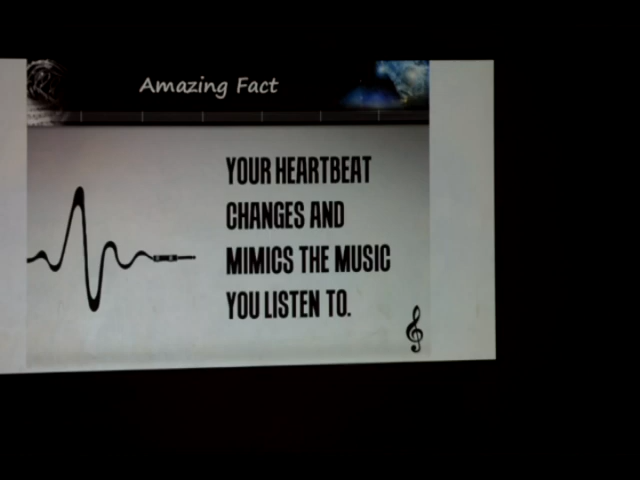 Amazing Fact
YOUR HEARTBEAT
CHANGES AND
MIMICS THE MUSIC
YOU LISTEN TO.